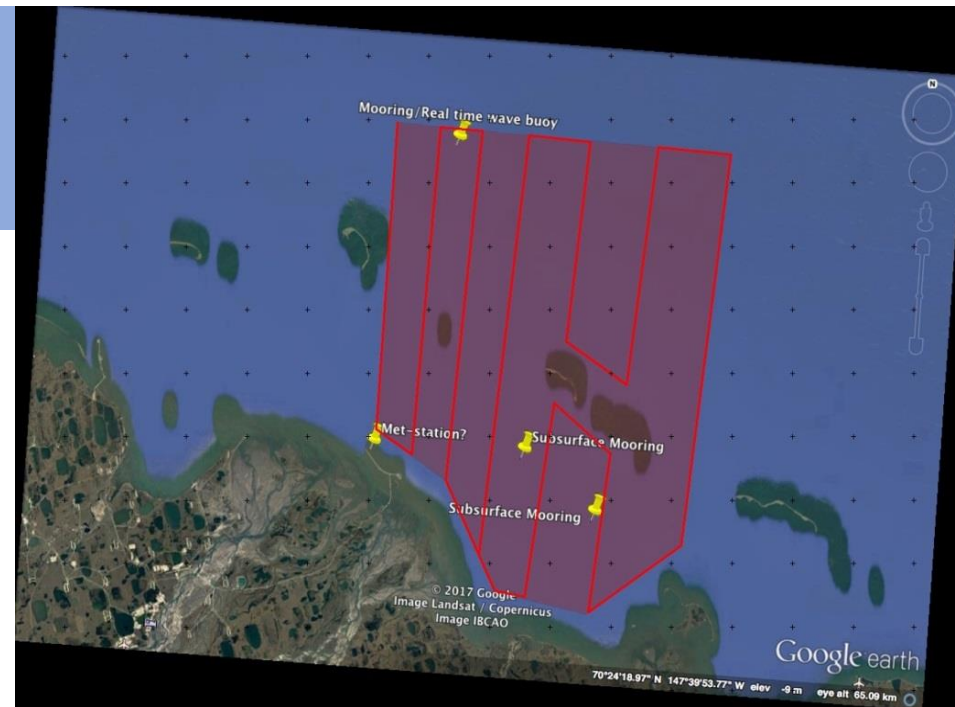 N
Mooring/Real time wave buoy
Met-station?
Subsurface Mooring
Subsurface Mooring
© 2017 Google
Image Landsat / Copernicus
Image IBCAO
Google earth
70°24'18.97" N 147°39'53.77" W elev -9 m eye alt 65.09 km